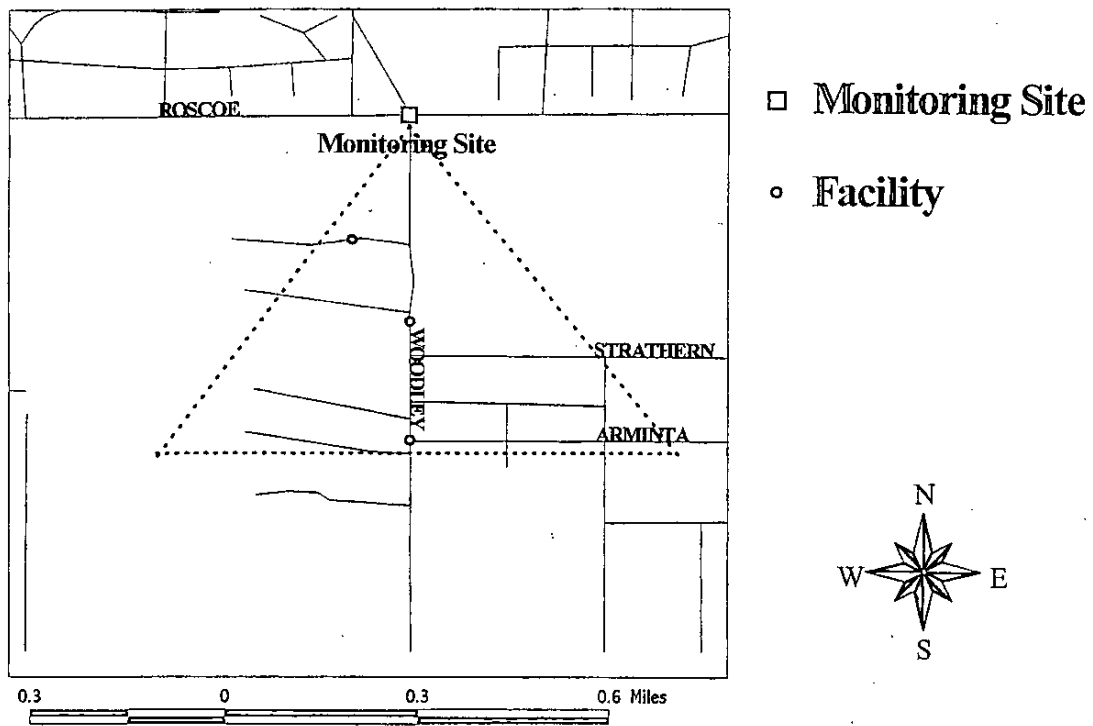 ROSCOE
Monitoring Site
WOODLEY
STRATHERN
ARMINTA
Monitoring Site
Facility
N
W E
S
0.3 0 0.3 0.6 Miles